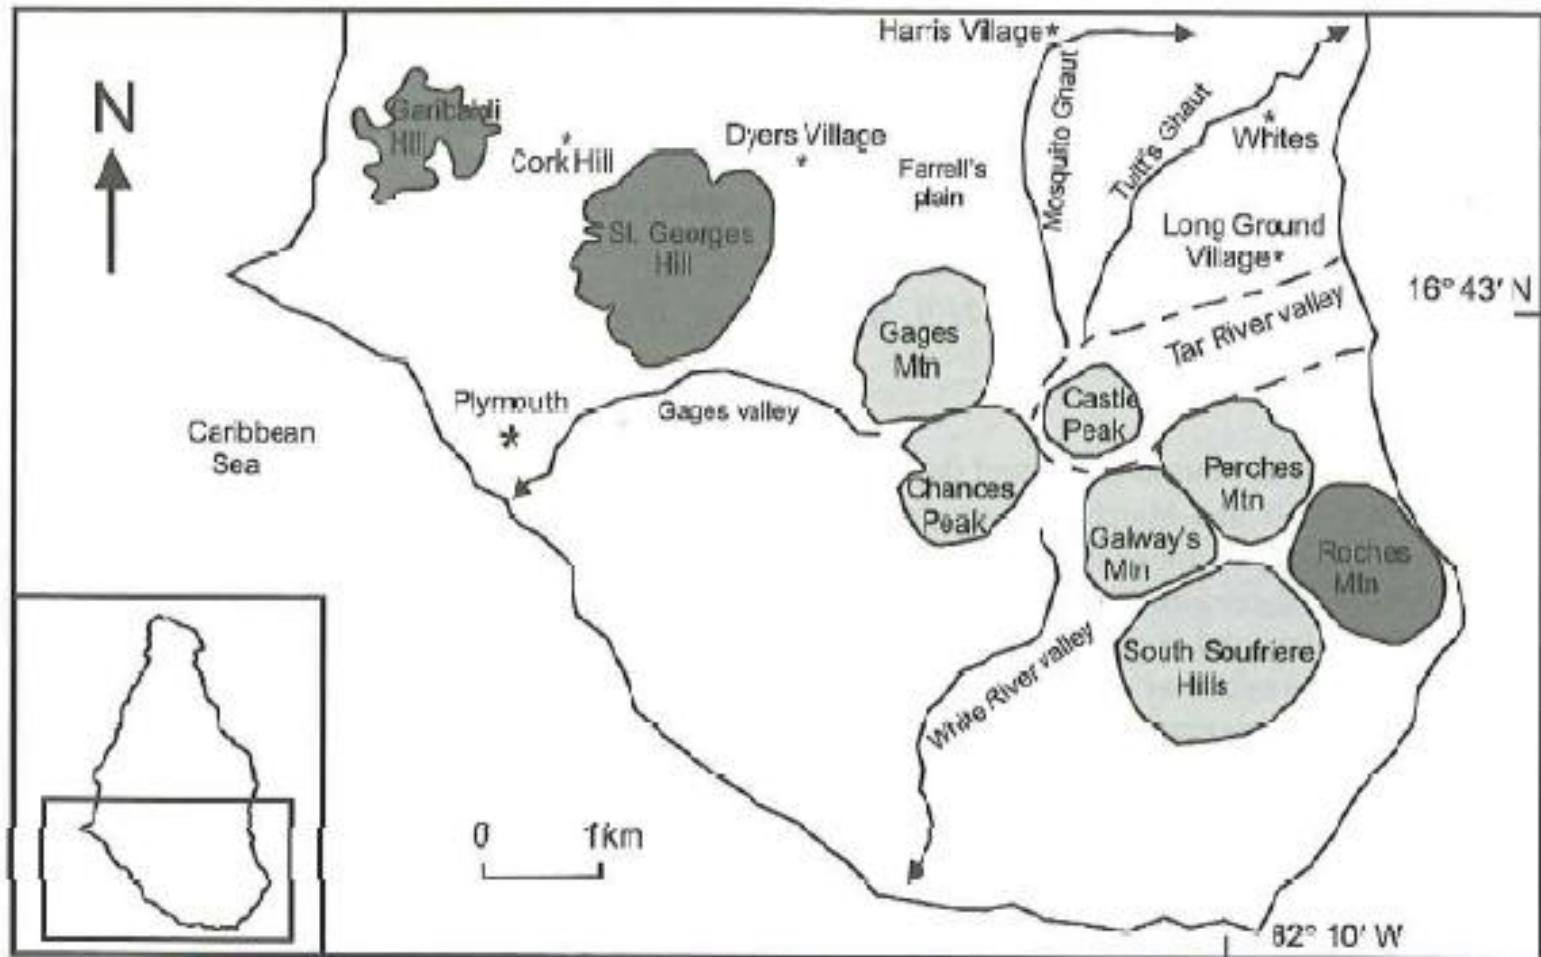 Harris Village*
N
Garibaldi
Hill
*
Cork Hill
Dyers Village
*
Farrell's
plain
Mosquito Ghaut
Tuitt's Ghaut
*
Whites
St. Georges
Hill
Long Ground
Village*
16° 43' N
Tar River valley
Gages
Mtn
Plymouth
*
Gages valley
Castle
Peak
Caribbean
Sea
Chances
Peak
Perches
Mtn
Galway's
Mtn
Roches
Mtn
White River valley
South Soufriere
Hills
0 1km
62° 10' W